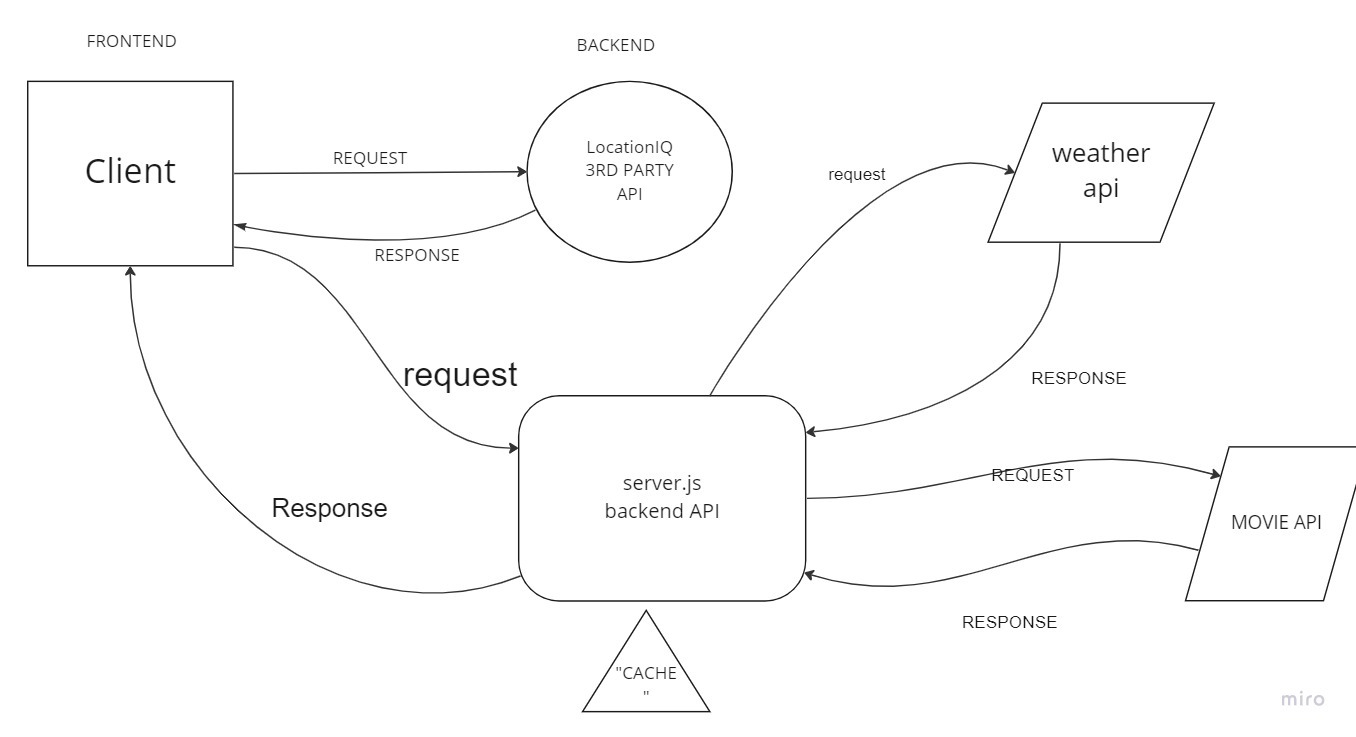 FRONTEND
BACKEND
Client
REQUEST
LocationIQ
3RD PARTY
API
RESPONSE
request
weather
api
request
RESPONSE
server.js
backend API
REQUEST
MOVIE API
Response
RESPONSE
"CACHE
"
miro